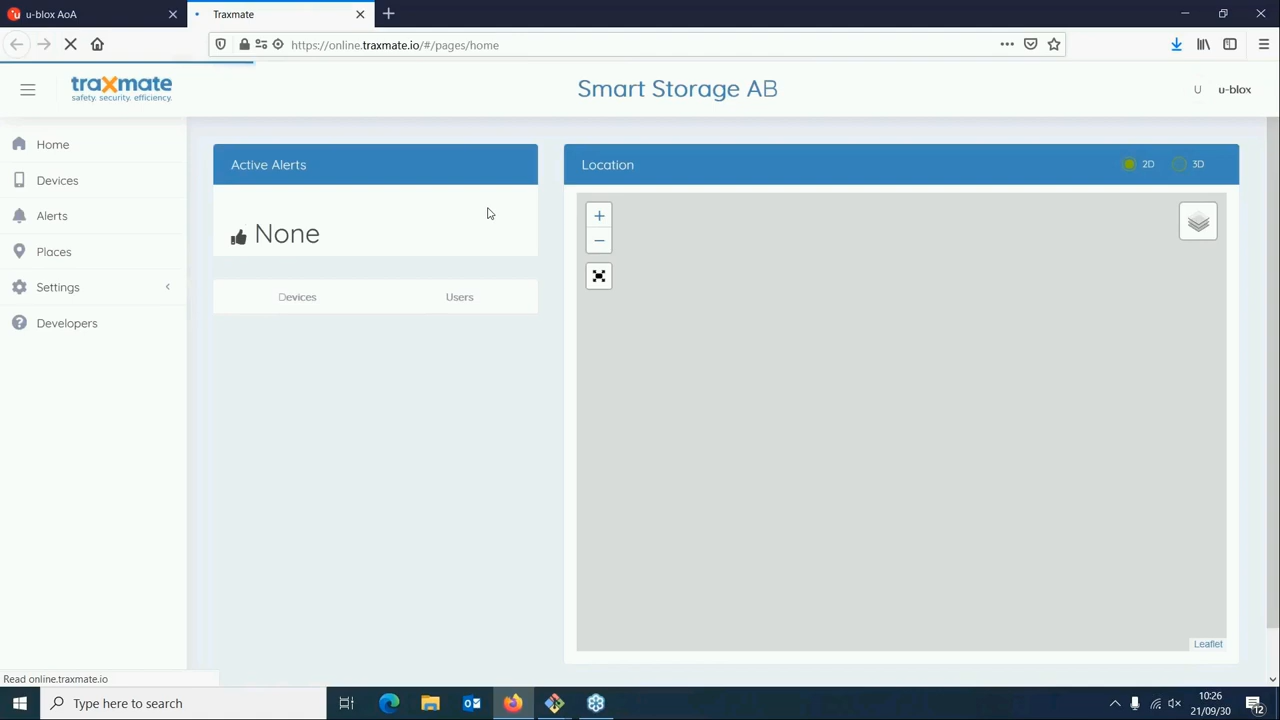 u-blox AoA
Traxmate
https://online.traxmate.io/#/pages/home
traxmate
safety. security. efficiency.
Smart Storage AB
U u-blox
Home
Devices
Alerts
Places
Settings
Developers
Active Alerts
None
Devices Users
Location
2D 3D
+
−
Leaflet
Read online.traxmate.io
Type here to search
10:26
21/09/30
12